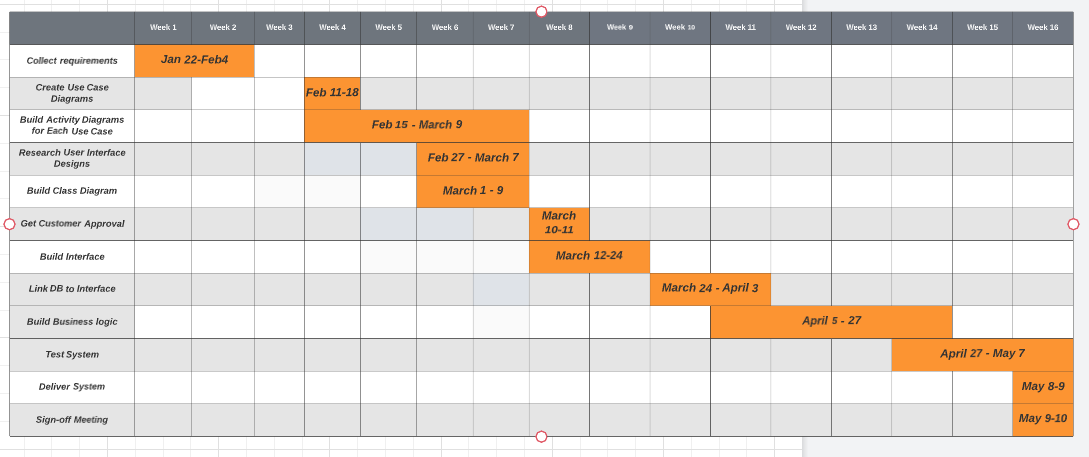 Week 1 Week 2 Week 3 Week 4 Week 5 Week 6 Week 7 Week 8 Week 9 Week 10 Week 11 Week 12 Week 13 Week 14 Week 15 Week 16
Collect requirements Jan 22-Feb4
Create Use Case
Diagrams
Feb 11-18
Build Activity Diagrams
for Each Use Case
Feb 15 - March 9
Research User Interface
Designs
Feb 27 - March 7
Build Class Diagram March 1 - 9
Get Customer Approval
March
10-11
Build Interface March 12-24
Link DB to Interface March 24 - April 3
Build Business logic April 5 - 27
Test System April 27 - May 7
Deliver System May 8-9
Sign-off Meeting May 9-10